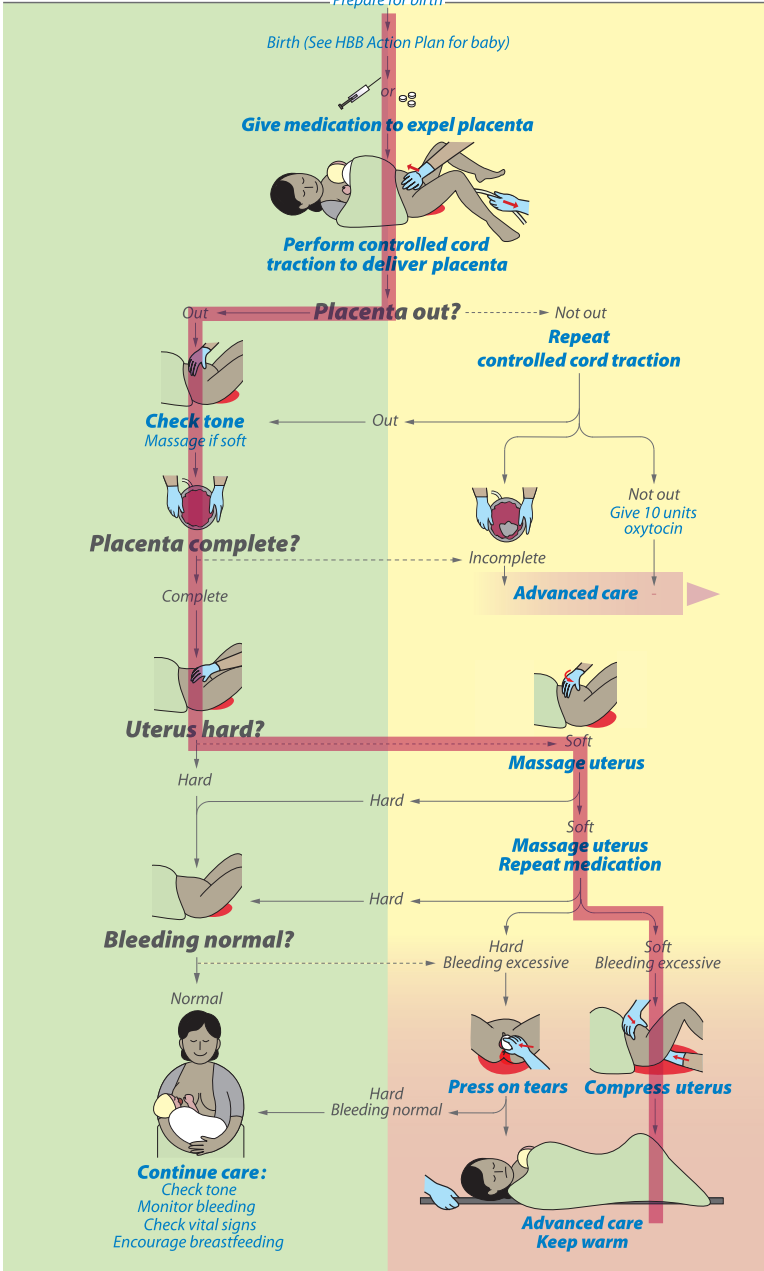 Prepare for birth
Birth (See HBB Action Plan for baby)
or
Give medication to expel placenta
Perform controlled cord
traction to deliver placenta
Out
Placenta out?
Not out
Repeat
controlled cord traction
Check tone
Massage if soft
Out
Not out
Give 10 units
oxytocin
Placenta complete?
Incomplete
Complete
Advanced care
Uterus hard?
Soft
Massage uterus
Hard
Hard
Soft
Massage uterus
Repeat medication
Hard
Bleeding normal?
Hard
Bleeding excessive
Soft
Bleeding excessive
Normal
Press on tears
Compress uterus
Hard
Bleeding normal
Continue care:
Check tone
Monitor bleeding
Check vital signs
Encourage breastfeeding
Advanced care
Keep warm